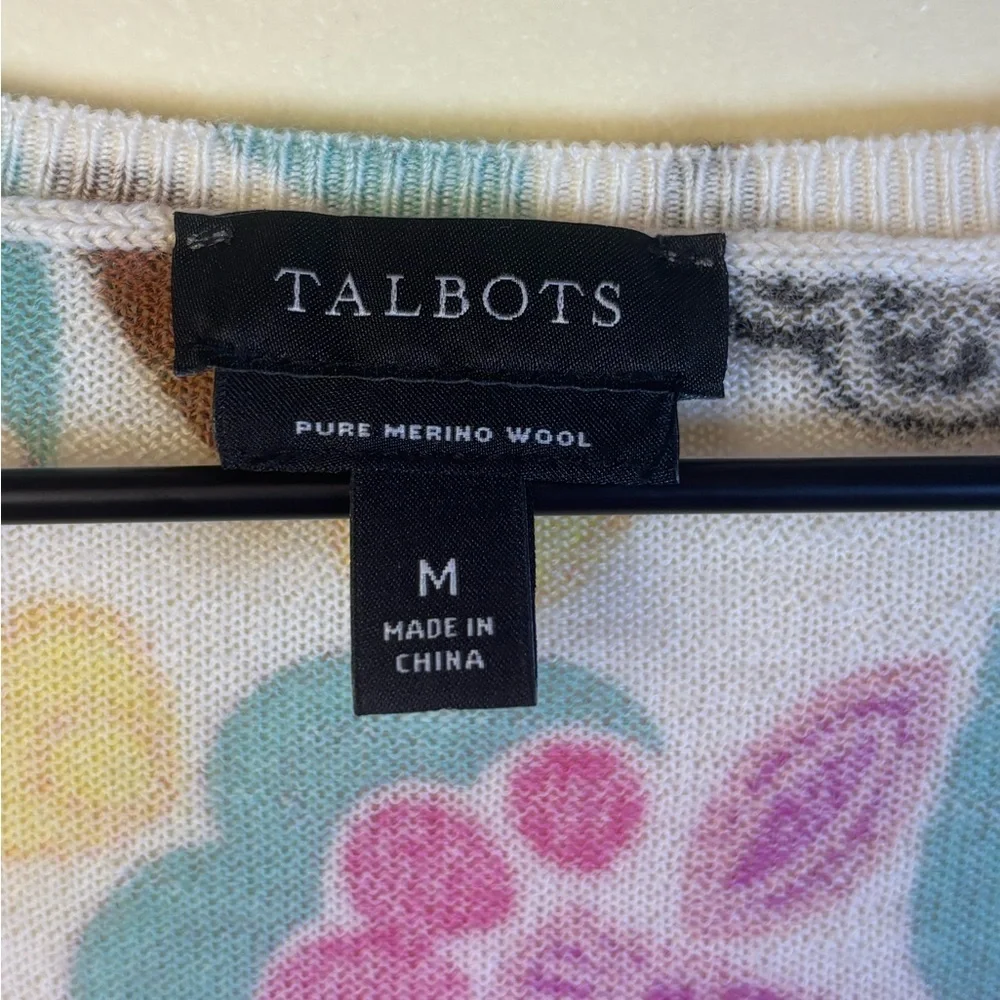 TALBOTS
PURE MERINO WOOL
M
MADE IN
CHINA